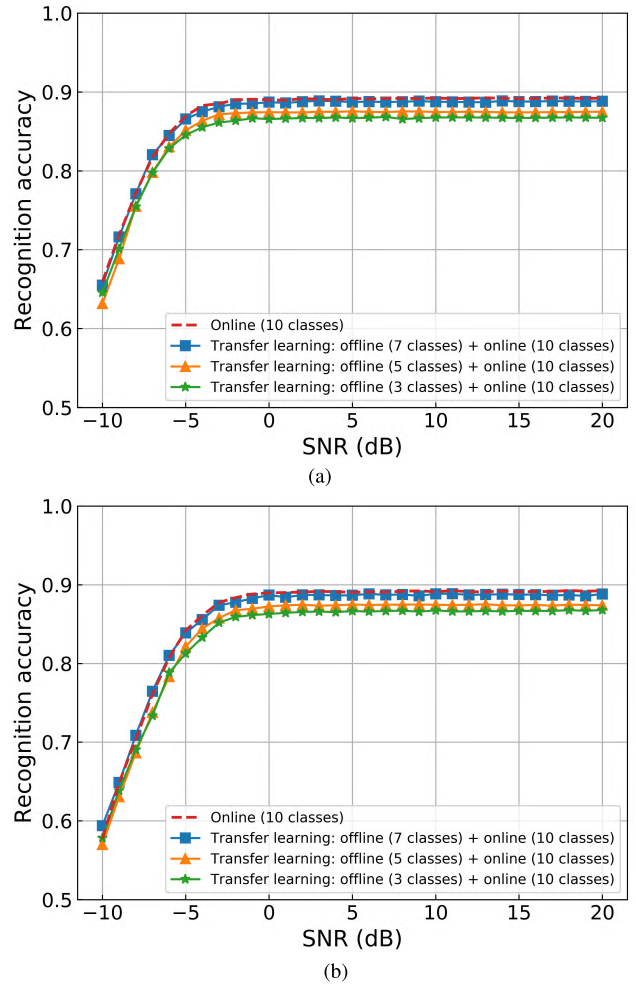 1.0
0.9
0.8
0.7
0.6
0.5
Recognition accuracy
Online (10 classes)
Transfer learning: offline (7 classes) + online (10 classes)
Transfer learning: offline (5 classes) + online (10 classes)
Transfer learning: offline (3 classes) + online (10 classes)
−10 −5 0 5 10 15 20
SNR (dB)
(a)
1.0
0.9
0.8
0.7
0.6
0.5
Recognition accuracy
Online (10 classes)
Transfer learning: offline (7 classes) + online (10 classes)
Transfer learning: offline (5 classes) + online (10 classes)
Transfer learning: offline (3 classes) + online (10 classes)
−10 −5 0 5 10 15 20
SNR (dB)
(b)